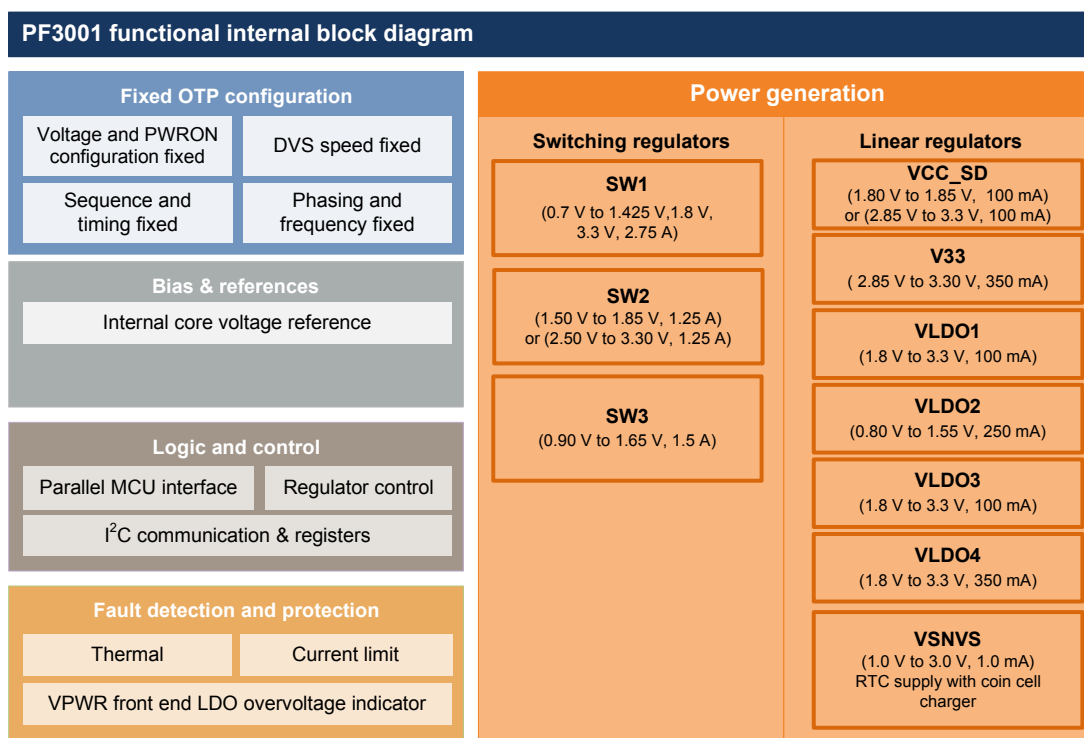 PF3001 functional internal block diagram
Fixed OTP configuration
Voltage and PWRON
configuration fixed
DVS speed fixed
Sequence and
timing fixed
Phasing and
frequency fixed
Bias & references
Internal core voltage reference
Logic and control
Parallel MCU interface
Regulator control
I²C communication & registers
Fault detection and protection
Thermal
Current limit
VPWR front end LDO overvoltage indicator
Power generation
Switching regulators
SW1
(0.7 V to 1.425 V,1.8 V,
3.3 V, 2.75 A)
SW2
(1.50 V to 1.85 V, 1.25 A)
or (2.50 V to 3.30 V, 1.25 A)
SW3
(0.90 V to 1.65 V, 1.5 A)
Linear regulators
VCC_SD
(1.80 V to 1.85 V, 100 mA)
or (2.85 V to 3.3 V, 100 mA)
V33
( 2.85 V to 3.30 V, 350 mA)
VLDO1
(1.8 V to 3.3 V, 100 mA)
VLDO2
(0.80 V to 1.55 V, 250 mA)
VLDO3
(1.8 V to 3.3 V, 100 mA)
VLDO4
(1.8 V to 3.3 V, 350 mA)
VSNVS
(1.0 V to 3.0 V, 1.0 mA)
RTC supply with coin cell
charger